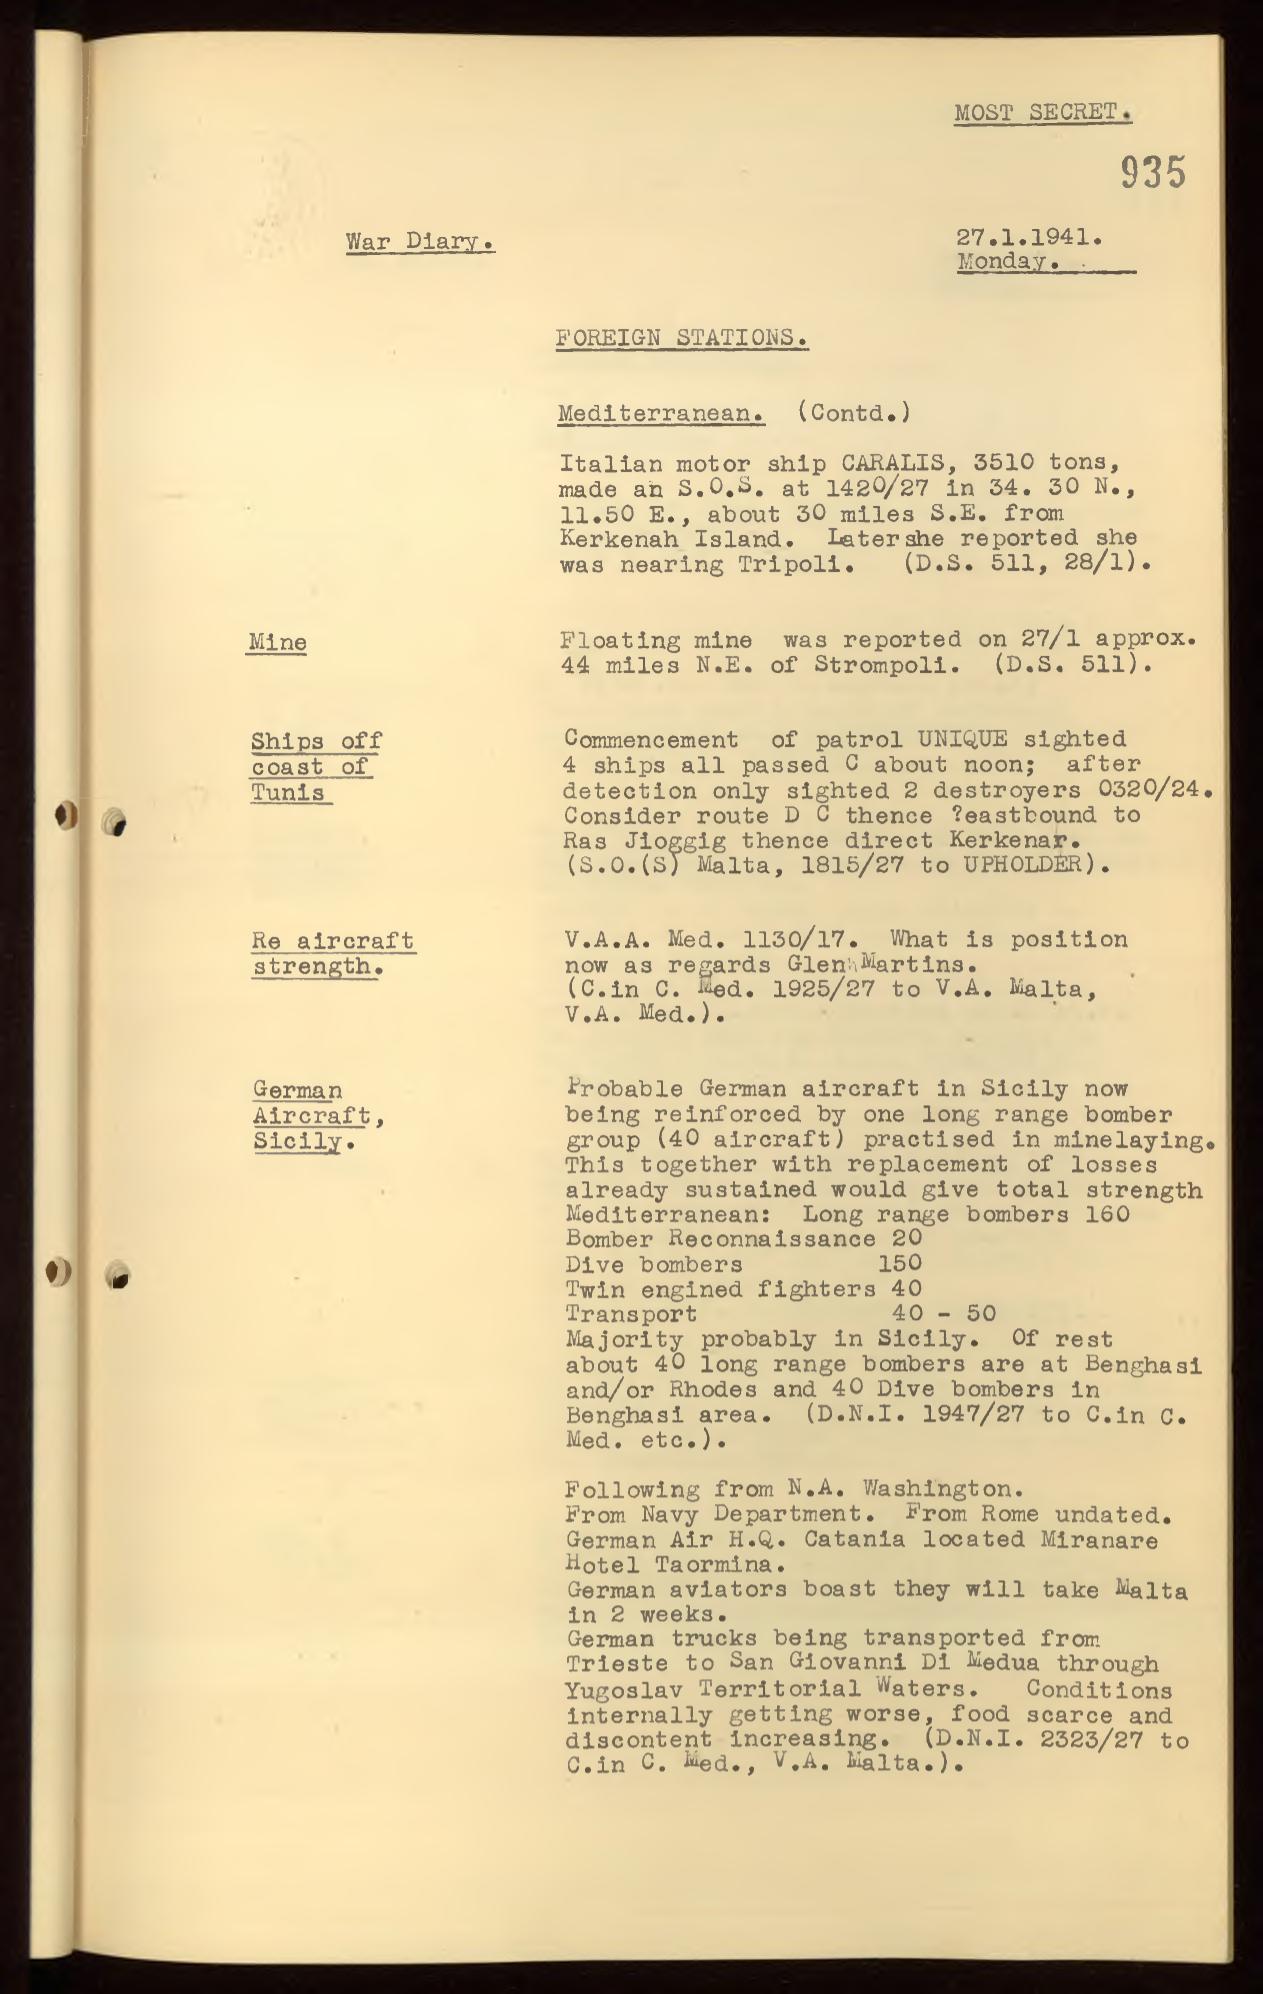 MOST SECRET.
935
War Diary.
27.1.1941.
Monday.
FOREIGN STATIONS.
Mediterranean. (Contd.)
Italian motor ship CARALIS, 3510 tons,
made an S.O.S. at 1420/27 in 34. 30 N.,
11.50 E., about 30 miles S.E. from
Kerkenah Island. Later she reported she
was nearing Tripoli. (D.S. 511, 28/1).
Mine
Floating mine was reported on 27/1 approx.
44 miles N.E. of Strompoli. (D.S. 511).
Ships off
coast of
Tunis
Commencement of patrol UNIQUE sighted
4 ships all passed C about noon; after
detection only sighted 2 destroyers 0320/24.
Consider route D C thence ?eastbound to
Ras Jioggig thence direct Kerkenar.
(S.O.(S) Malta, 1815/27 to UPHOLDER).
Re aircraft
strength.
V.A.A. Med. 1130/17. What is position
now as regards Glenn Martins.
(C.in C. Med. 1925/27 to V.A. Malta,
V.A. Med.).
German
Aircraft,
Sicily.
Probable German aircraft in Sicily now
being reinforced by one long range bomber
group (40 aircraft) practised in minelaying.
This together with replacement of losses
already sustained would give total strength
Mediterranean: Long range bombers 160
Bomber Reconnaissance 20
Dive bombers 150
Twin engined fighters 40
Transport 40 - 50
Majority probably in Sicily. Of rest
about 40 long range bombers are at Benghasi
and/or Rhodes and 40 Dive bombers in
Benghasi area. (D.N.I. 1947/27 to C.in C.
Med. etc.).
Following from N.A. Washington.
From Navy Department. From Rome undated.
German Air H.Q. Catania located Miranare
Hotel Taormina.
German aviators boast they will take Malta
in 2 weeks.
German trucks being transported from
Trieste to San Giovanni Di Medua through
Yugoslav Territorial Waters. Conditions
internally getting worse, food scarce and
discontent increasing. (D.N.I. 2323/27 to
C.in C. Med., V.A. Malta.).